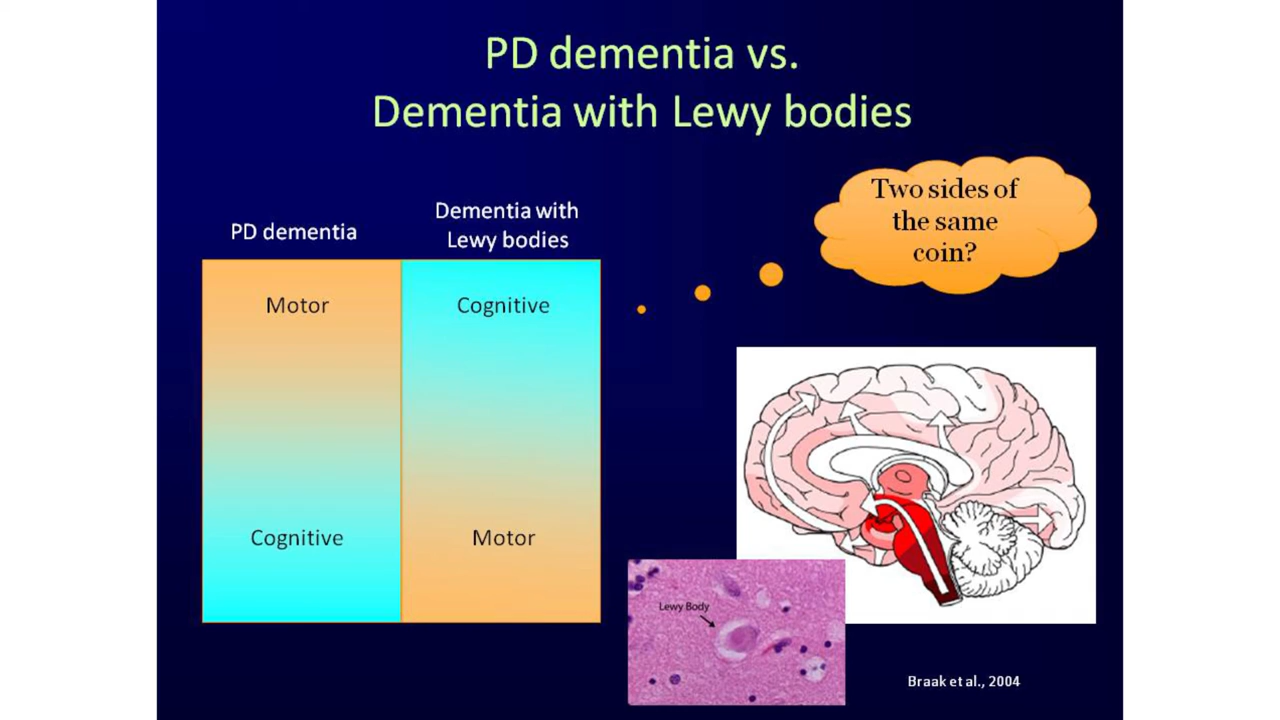 PD dementia vs.
Dementia with Lewy bodies
Two sides of
the same
coin?
PD dementia
Dementia with
Lewy bodies
Motor
Cognitive
Cognitive
Motor
Lewy Body
Braak et al., 2004